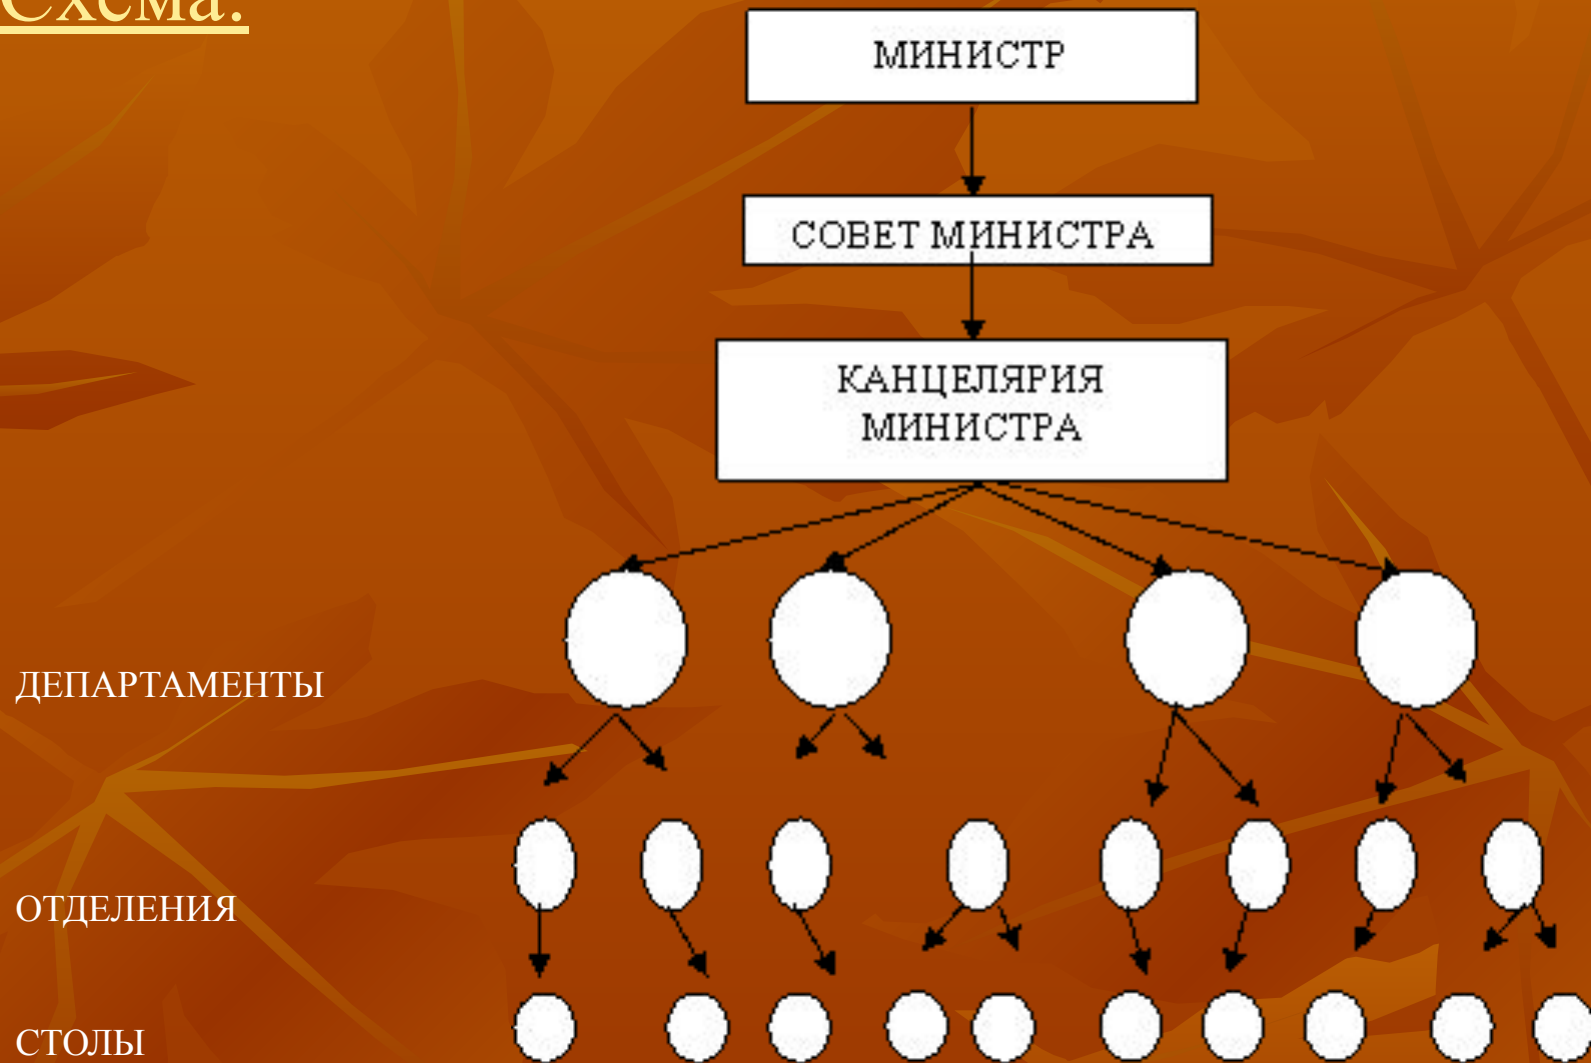 Схема:
МИНИСТР
СОВЕТ МИНИСТРА
КАНЦЕЛЯРИЯ
МИНИСТРА
ДЕПАРТАМЕНТЫ
ОТДЕЛЕНИЯ
СТОЛЫ